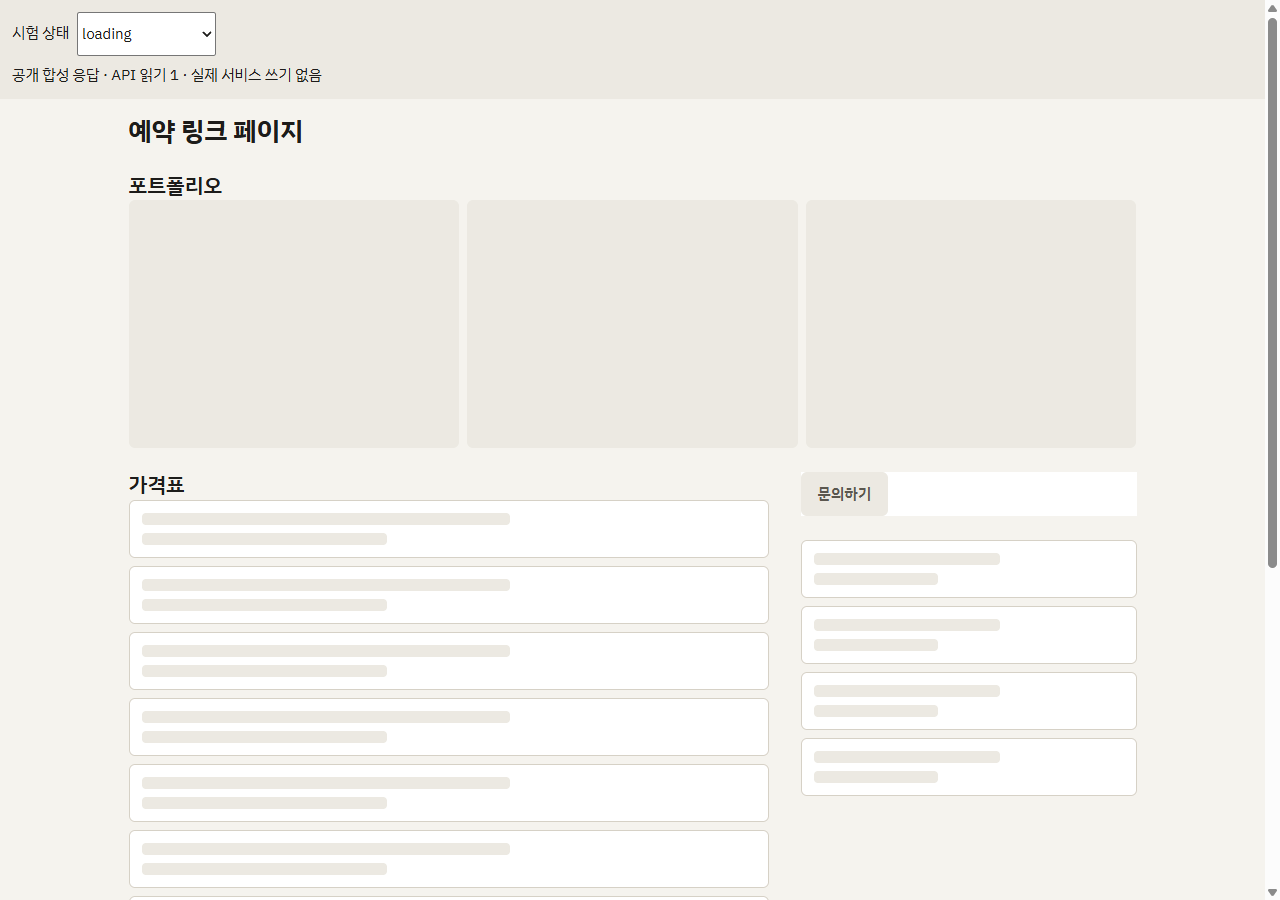 시험 상태 loading
공개 합성 응답 · API 읽기 1 · 실제 서비스 쓰기 없음
예약 링크 페이지
포트폴리오
가격표
문의하기